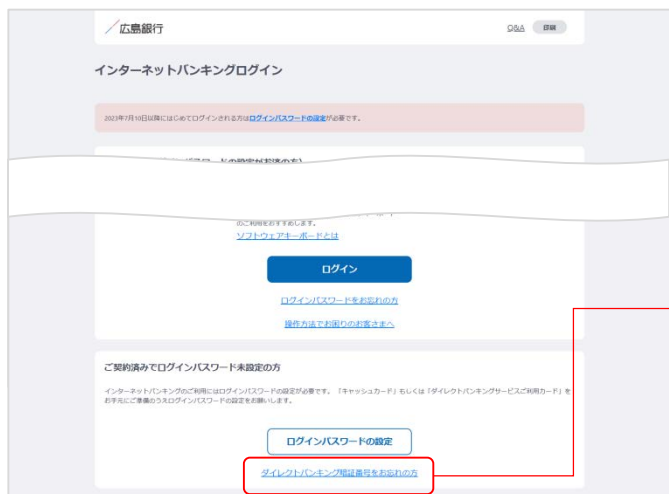 広島銀行
Q&A 印刷
インターネットバンキングログイン
2023年7月10日以降にはじめてログインされる方はログインパスワードの設定が必要です。
のご利用をおすすめします。
ソフトウェアキーボードとは
ログイン
ログインパスワードをお忘れの方
操作方法でお困りのお客さまへ
ご契約済みでログインパスワード未設定の方
インターネットバンキングのご利用にはログインパスワードの設定が必要です。「キャッシュカード」もしくは「ダイレクトバンキングサービスご利用カード」を
お手元にご準備のうえログインパスワードの設定をお願いします。
ログインパスワードの設定
ダイレクトバンキング暗証番号をお忘れの方